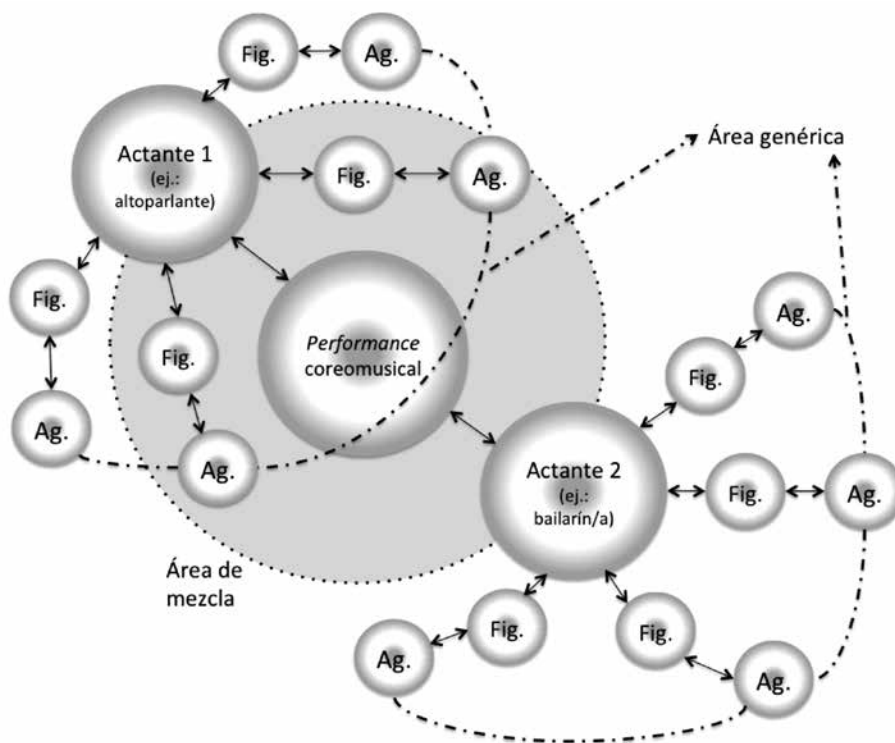 Fig.
Ag.
Actante 1
(ej.:
altoparlante)
Fig.
Ag.
Área genérica
Fig.
Fig.
Ag.
Ag.
Performance
coreomusical
Ag.
Fig.
Actante 2
(ej.:
bailarín/a)
Fig.
Ag.
Área de
mezcla
Ag.
Fig.
Fig.
Ag.